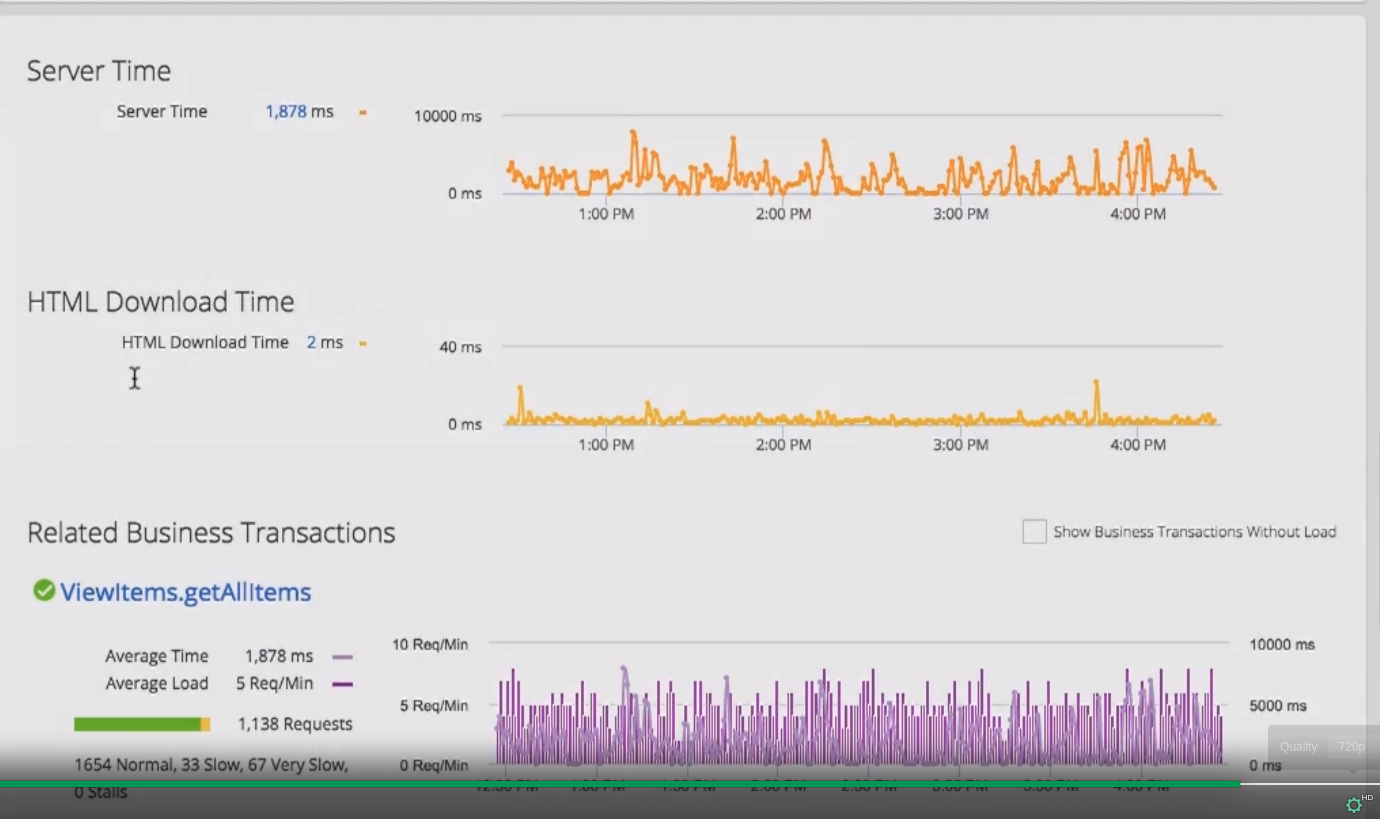 Server Time
Server Time 1,878 ms
10000 ms
0 ms
1:00 PM 2:00 PM 3:00 PM 4:00 PM
HTML Download Time
HTML Download Time 2 ms
40 ms
0 ms
1:00 PM 2:00 PM 3:00 PM 4:00 PM
Related Business Transactions
Show Business Transactions Without Load
ViewItems.getAllItems
Average Time 1,878 ms
Average Load 5 Req/Min
1,138 Requests
1654 Normal, 33 Slow, 67 Very Slow,
0 Stalls
10 Req/Min 10000 ms
5 Req/Min 5000 ms
0 Req/Min 0 ms
Quality 720p
HD